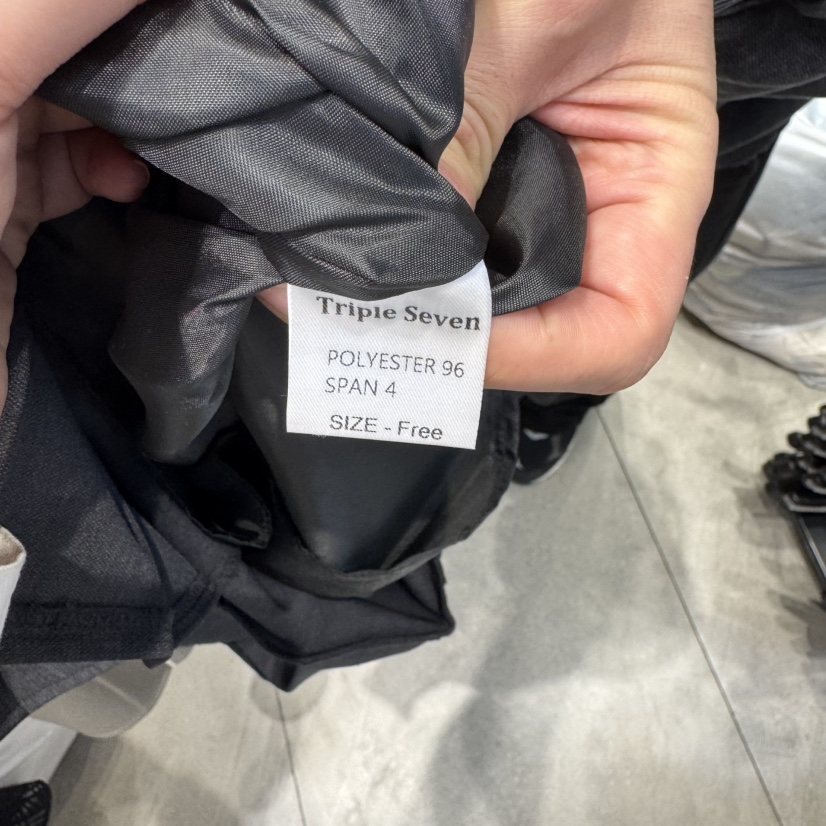 Triple Seven
POLYESTER 96
SPAN 4
SIZE - Free